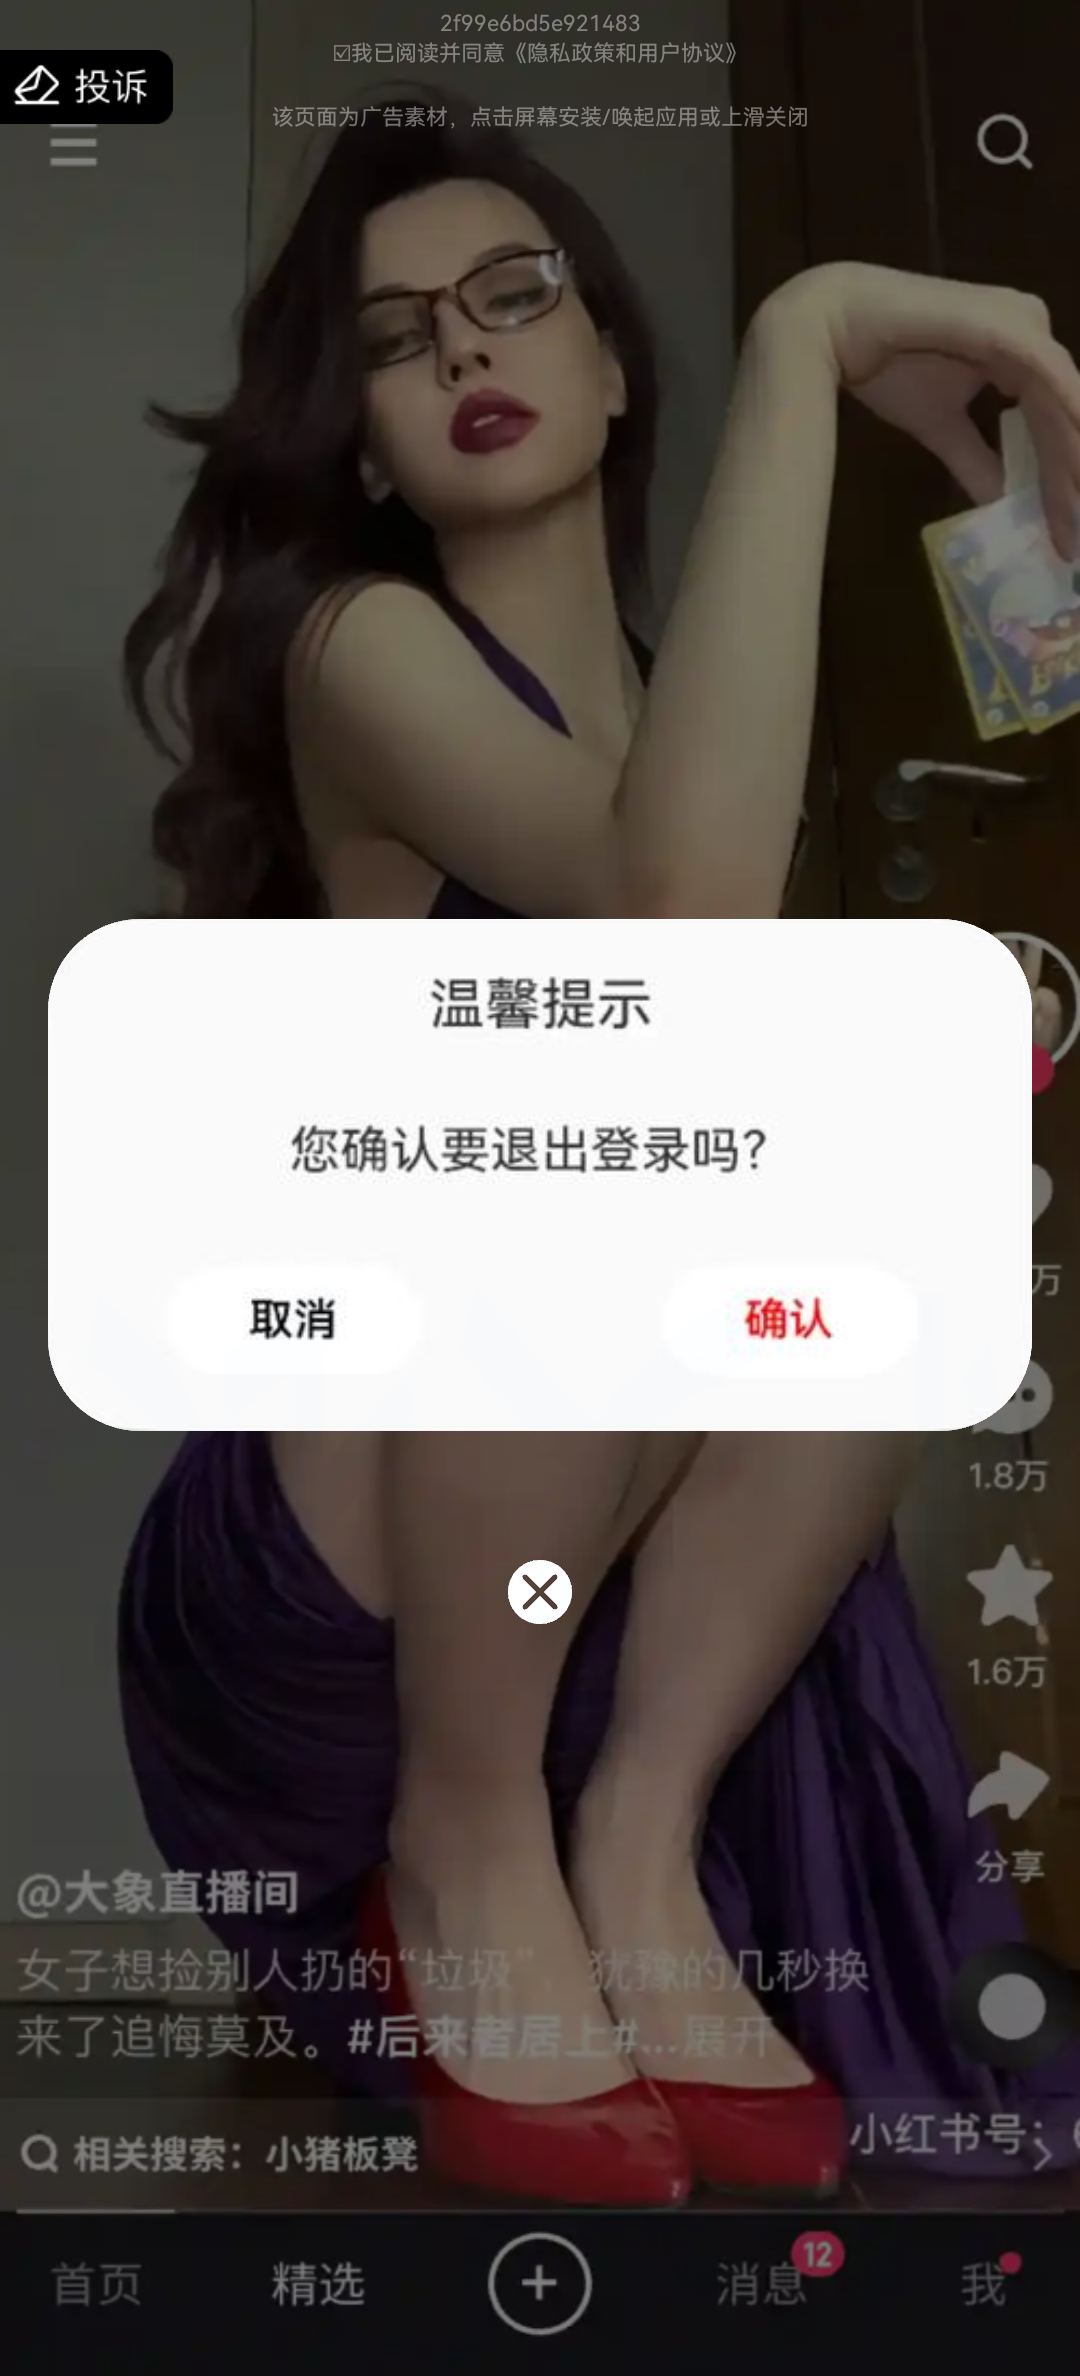 2f99e6bd5e921483
☑我已阅读并同意《隐私政策和用户协议》
投诉
该页面为广告素材，点击屏幕安装/唤起应用或上滑关闭
温馨提示
您确认要退出登录吗？
取消
确认
万
1.8万
1.6万
分享
@大象直播间
女子想捡别人扔的“垃圾”，犹豫的几秒换
来了追悔莫及。#后来者居上#...展开
小红书号：
相关搜索：小猪板凳
首页
精选
消息
12
我